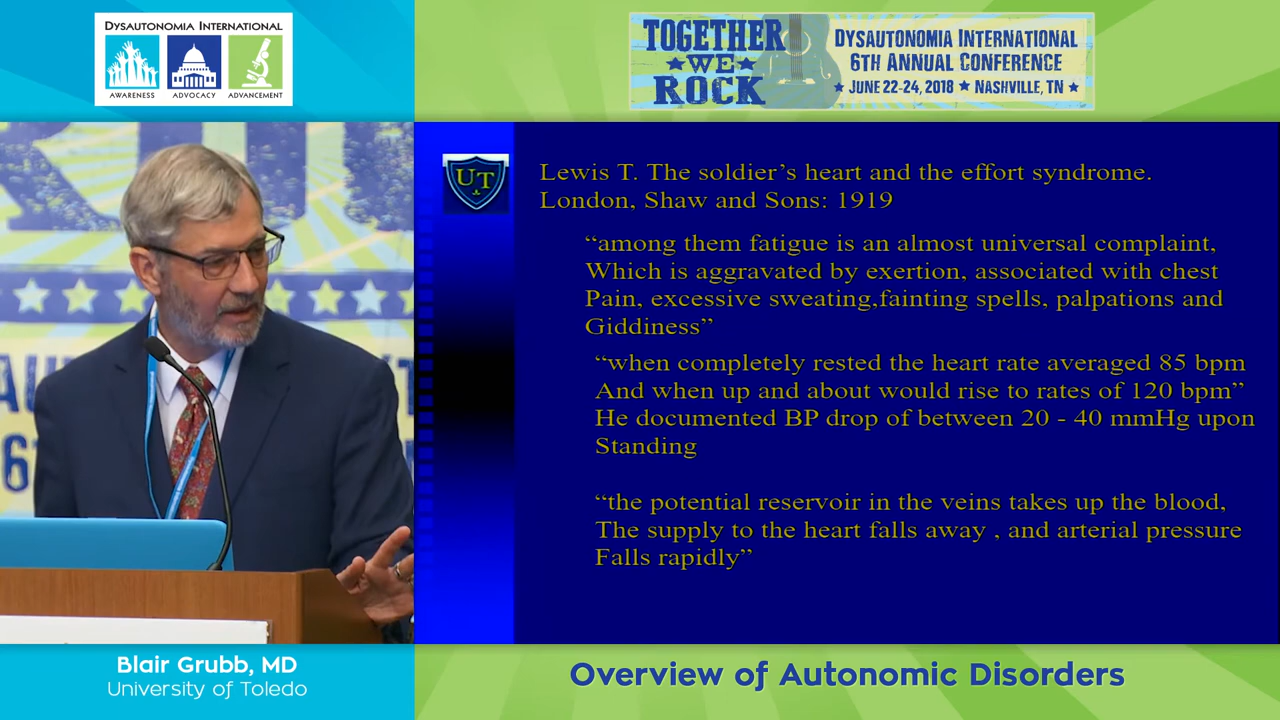 DYSAUTONOMIA INTERNATIONAL
AWARENESS
ADVOCACY
ADVANCEMENT
TOGETHER
WE
ROCK
DYSAUTONOMIA INTERNATIONAL
6TH ANNUAL CONFERENCE
JUNE 22-24, 2018 ★ NASHVILLE, TN
UT
Lewis T. The soldier’s heart and the effort syndrome.
London, Shaw and Sons: 1919
“among them fatigue is an almost universal complaint,
Which is aggravated by exertion, associated with chest
Pain, excessive sweating,fainting spells, palpations and
Giddiness”
“when completely rested the heart rate averaged 85 bpm
And when up and about would rise to rates of 120 bpm”
He documented BP drop of between 20 - 40 mmHg upon
Standing
“the potential reservoir in the veins takes up the blood,
The supply to the heart falls away , and arterial pressure
Falls rapidly”
Blair Grubb, MD
University of Toledo
Overview of Autonomic Disorders